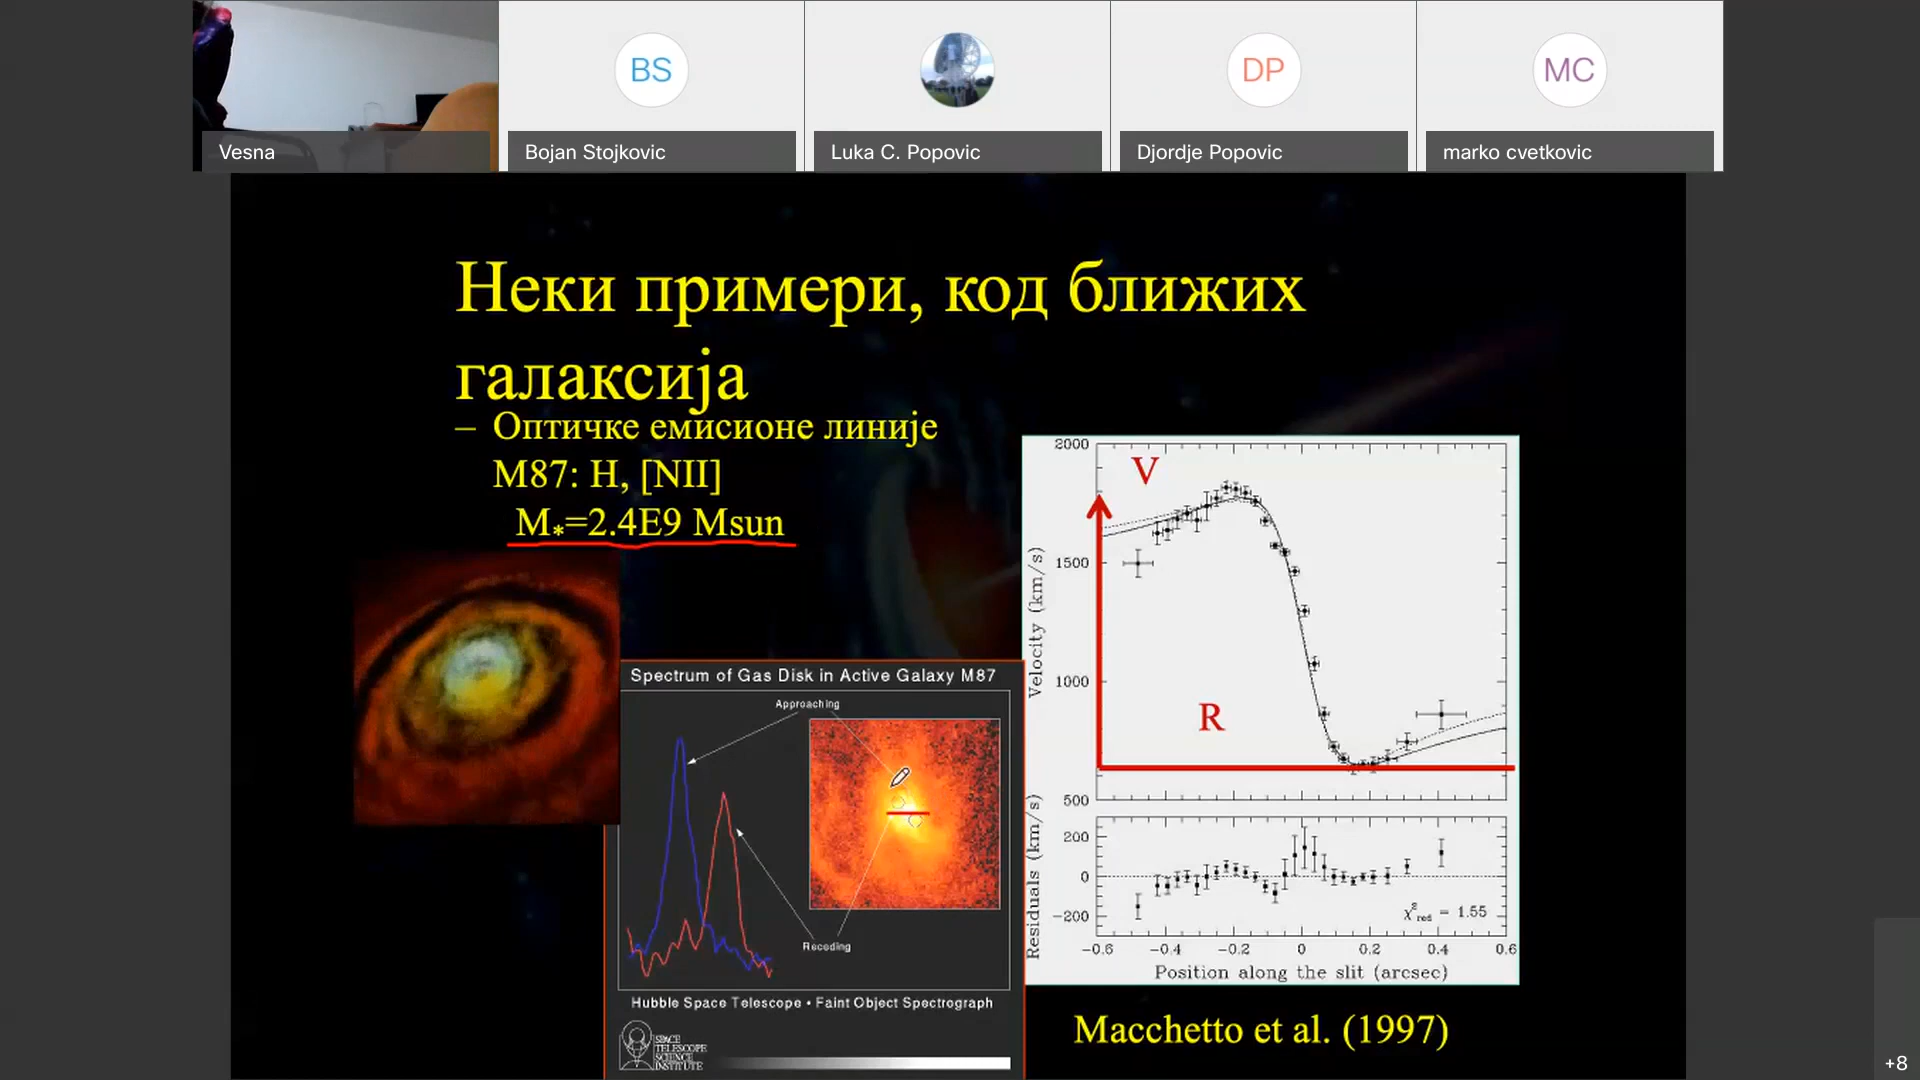 BS
DP
MC
Vesna
Bojan Stojkovic
Luka C. Popovic
Djordje Popovic
marko cvetkovic
Неки примери, код ближих
галаксија
– Оптичке емисионе линије
M87: H, [NII]
M*=2.4E9 Msun
Spectrum of Gas Disk in Active Galaxy M87
Approaching
Receding
Hubble Space Telescope • Faint Object Spectrograph
SPACE
TELESCOPE
SCIENCE
INSTITUTE
V
R
2000
1500
1000
500
Velocity (km/s)
200
0
-200
Residuals (km/s)
χ²red = 1.55
-0.6 -0.4 -0.2 0 0.2 0.4 0.6
Position along the slit (arcsec)
Macchetto et al. (1997)
+8